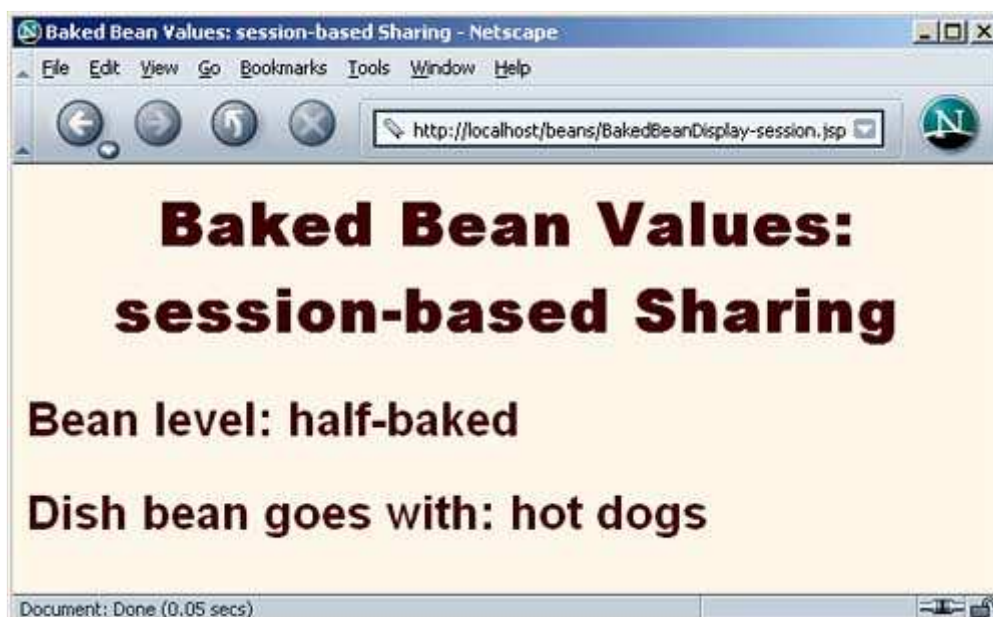 Baked Bean Values: session-based Sharing - Netscape
File Edit View Go Bookmarks Tools Window Help
http://localhost/beans/BakedBeanDisplay-session.jsp
N
Baked Bean Values:
session-based Sharing
Bean level: half-baked
Dish bean goes with: hot dogs
Document: Done (0.05 secs)